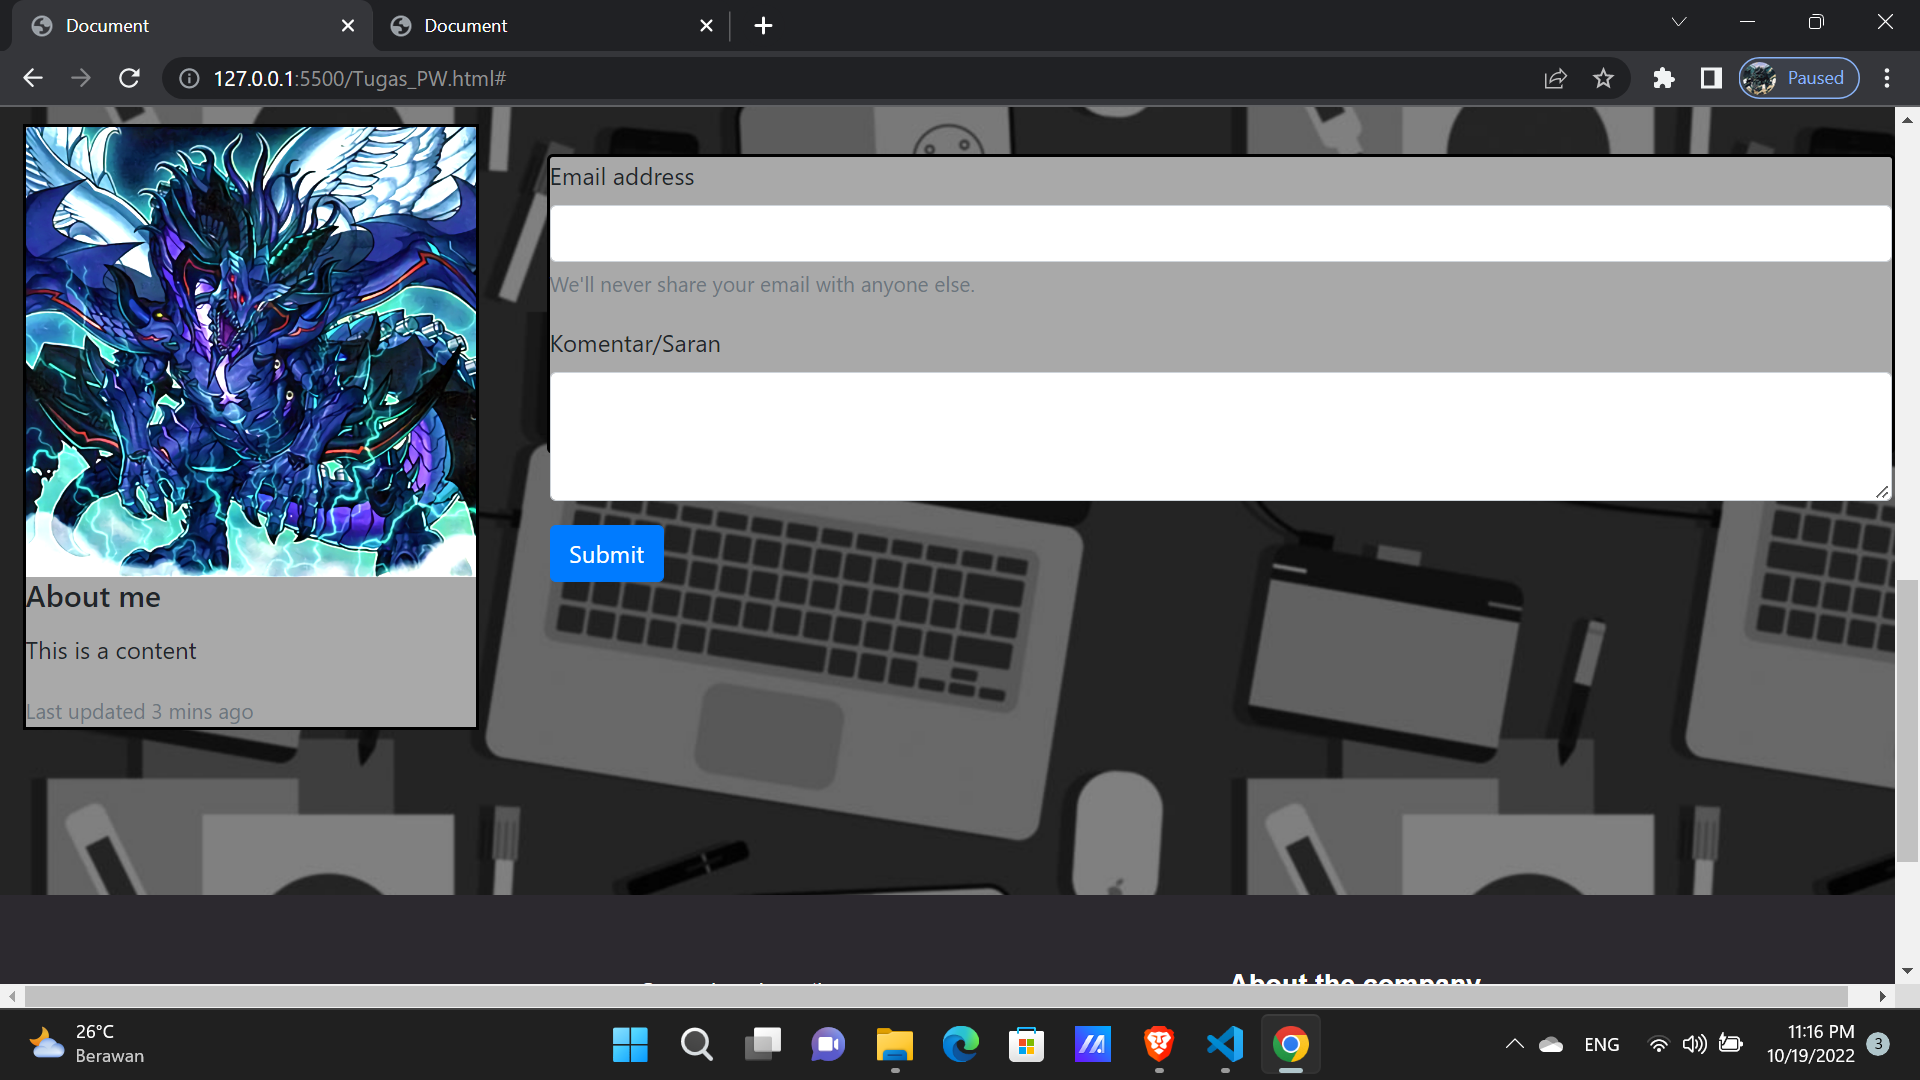 Document
Document
127.0.0.1:5500/Tugas_PW.html#
Paused
Email address
We'll never share your email with anyone else.
Komentar/Saran
Submit
About me
This is a content
Last updated 3 mins ago
About the company
26°C
Berawan
ENG
11:16 PM
10/19/2022
3